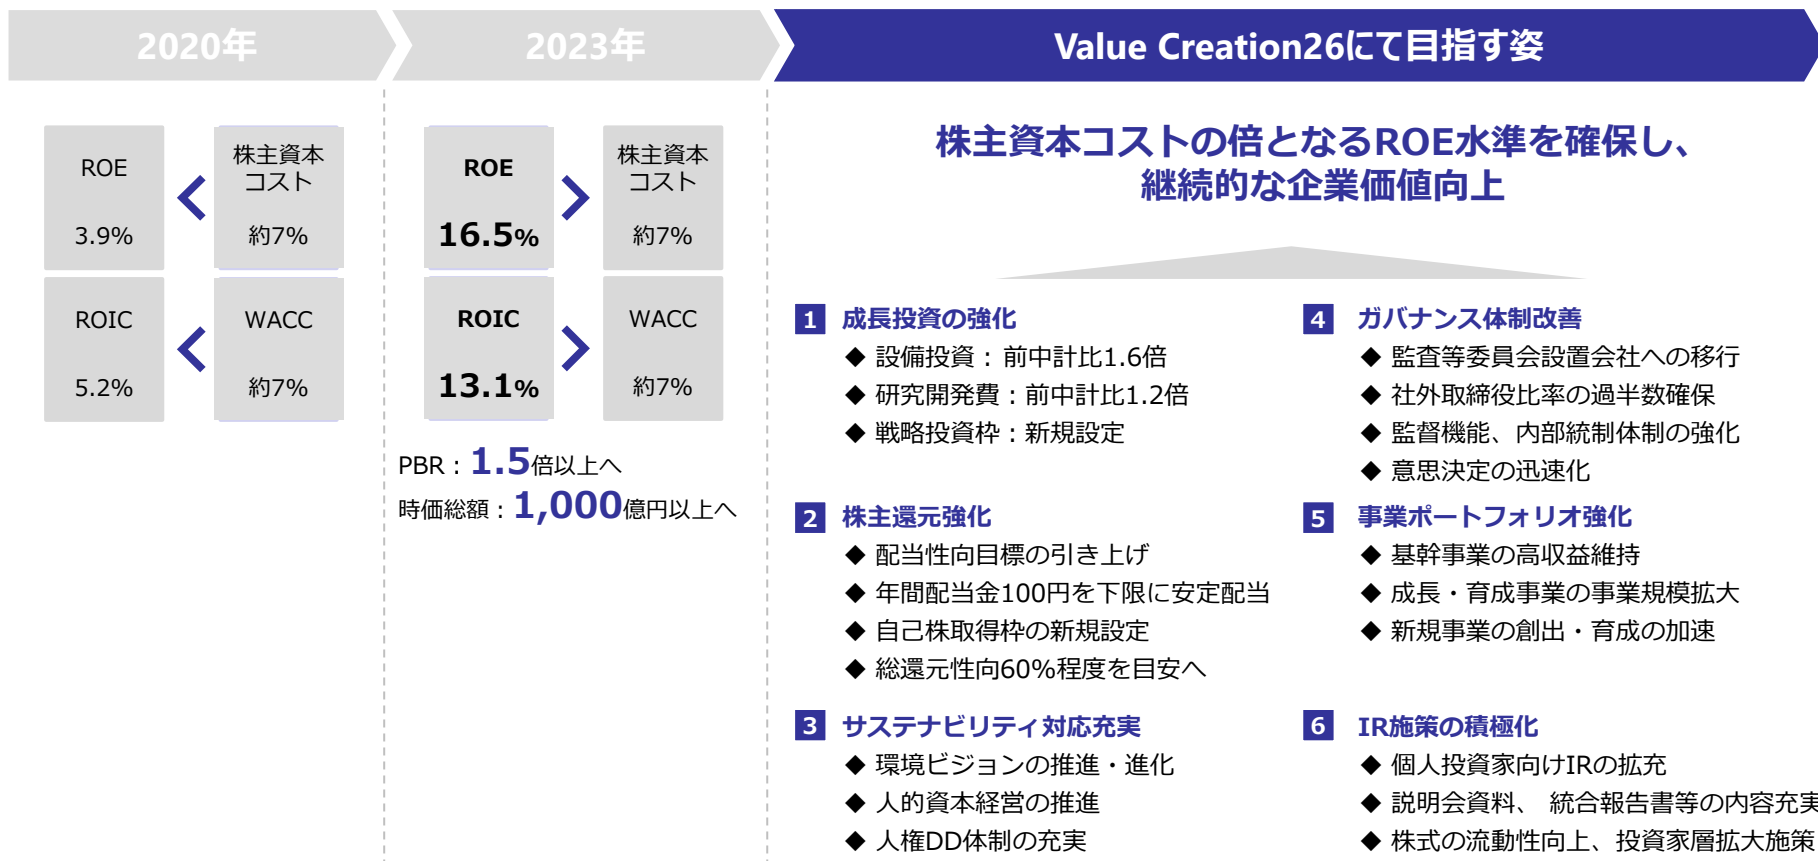 2020年
2023年
Value Creation26にて目指す姿
ROE
3.9%
株主資本
コスト
約7%
ROIC
5.2%
WACC
約7%
ROE
16.5%
株主資本
コスト
約7%
ROIC
13.1%
WACC
約7%
PBR：1.5倍以上へ
時価総額：1,000億円以上へ
株主資本コストの倍となるROE水準を確保し、
継続的な企業価値向上
1 成長投資の強化
◆ 設備投資：前中計比1.6倍
◆ 研究開発費：前中計比1.2倍
◆ 戦略投資枠：新規設定
2 株主還元強化
◆ 配当性向目標の引き上げ
◆ 年間配当金100円を下限に安定配当
◆ 自己株取得枠の新規設定
◆ 総還元性向60%程度を目安へ
3 サステナビリティ対応充実
◆ 環境ビジョンの推進・進化
◆ 人的資本経営の推進
◆ 人権DD体制の充実
4 ガバナンス体制改善
◆ 監査等委員会設置会社への移行
◆ 社外取締役比率の過半数確保
◆ 監督機能、内部統制体制の強化
◆ 意思決定の迅速化
5 事業ポートフォリオ強化
◆ 基幹事業の高収益維持
◆ 成長・育成事業の事業規模拡大
◆ 新規事業の創出・育成の加速
6 IR施策の積極化
◆ 個人投資家向けIRの拡充
◆ 説明会資料、 統合報告書等の内容充実
◆ 株式の流動性向上、投資家層拡大施策